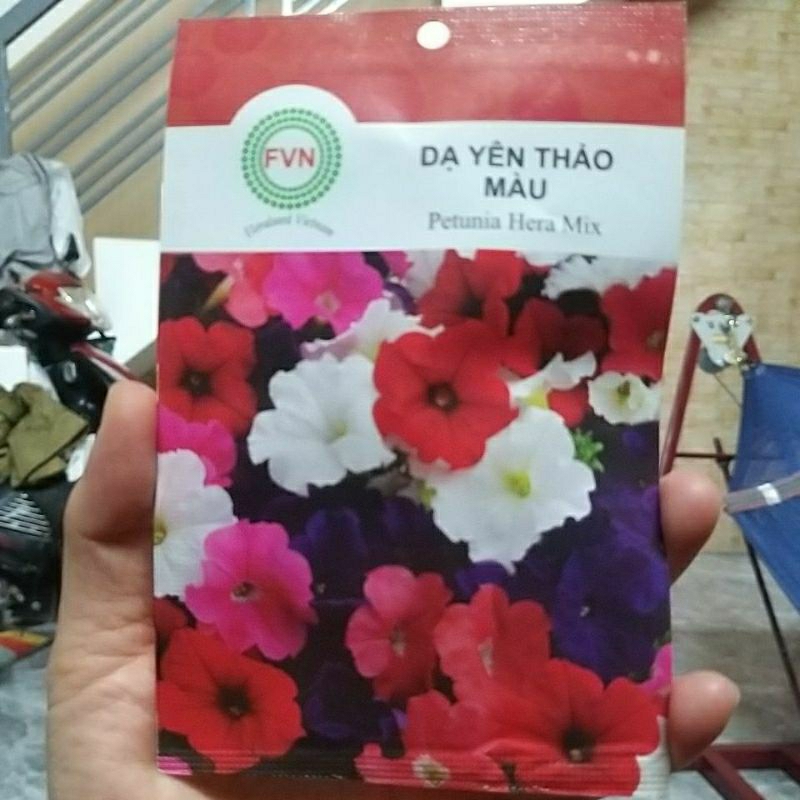 FVN
DẠ YÊN THẢO
MÀU
Petunia Hera Mix